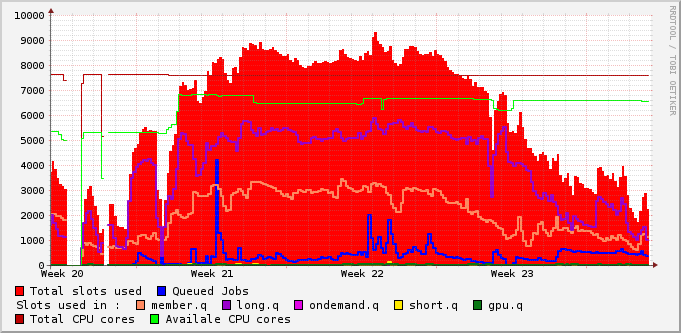 10000
9000
8000
7000
6000
5000
4000
3000
2000
1000
0
Week 20 Week 21 Week 22 Week 23
RRDTOOL / TOBI OETIKER
Total slots used Queued Jobs
Slots used in : member.q long.q ondemand.q short.q gpu.q
Total CPU cores Availale CPU cores